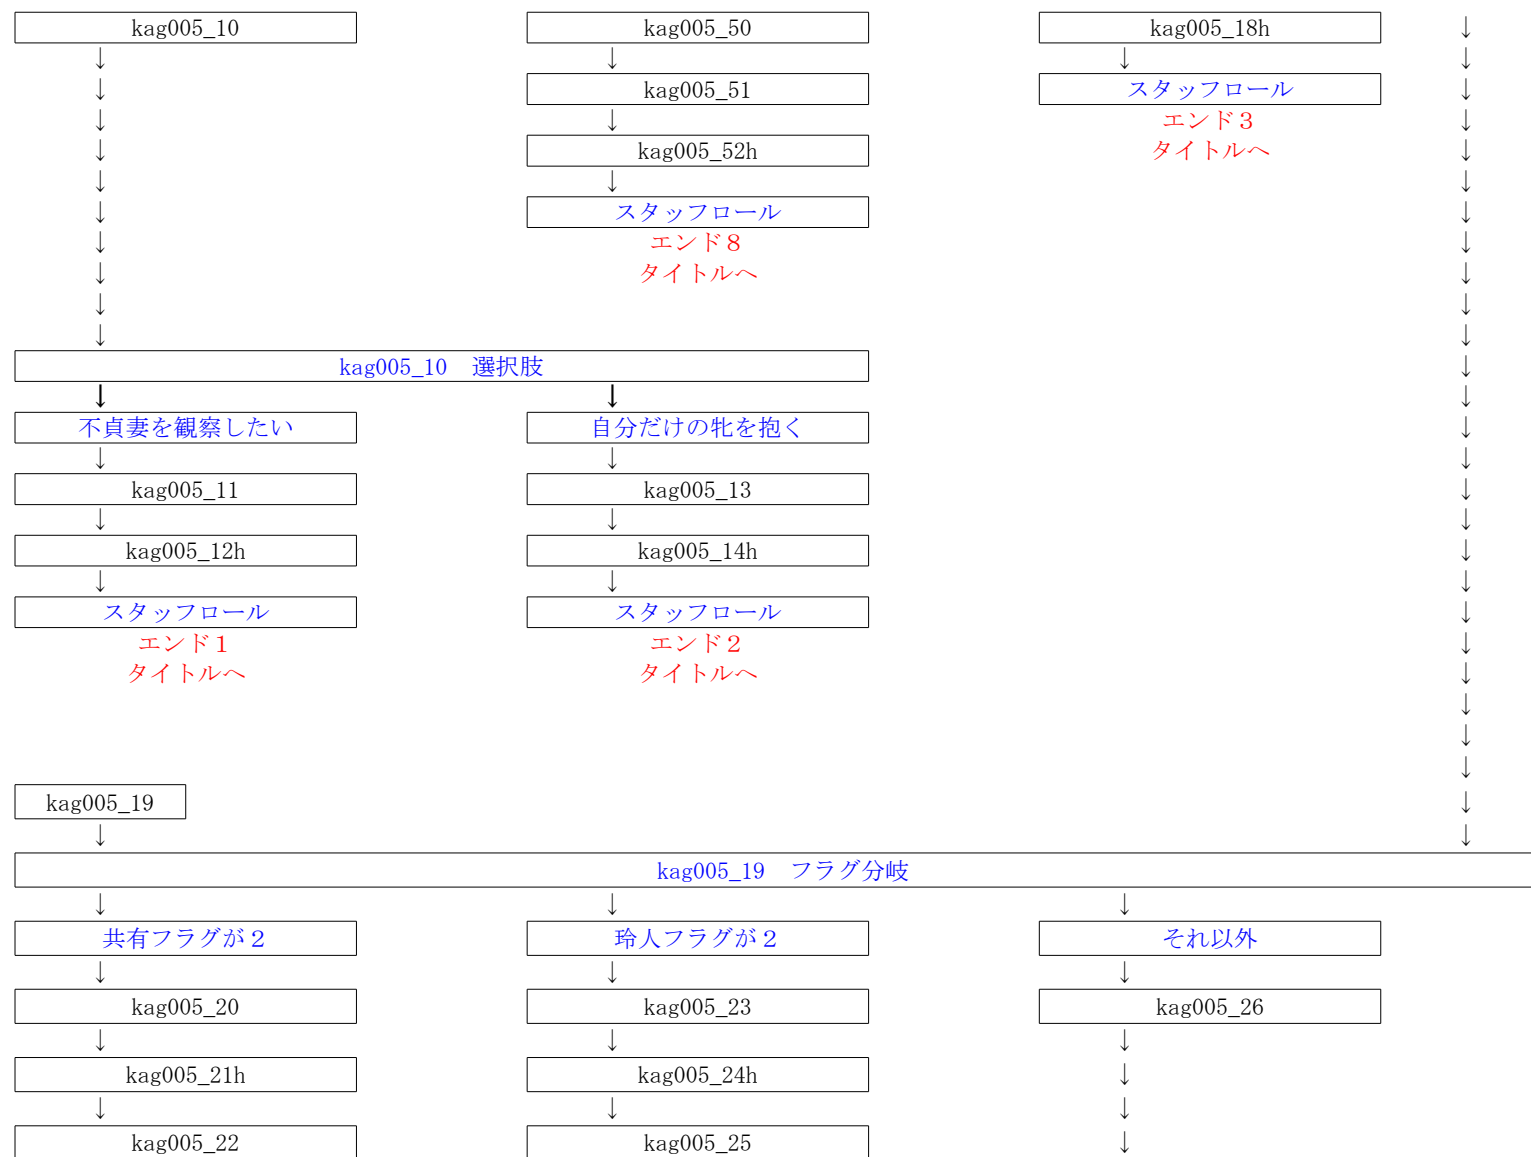 kag005_10
kag005_50
kag005_18h
↓
↓
↓
↓
kag005_51
スタッフロール
エンド３
タイトルへ
↓
kag005_52h
↓
スタッフロール
エンド８
タイトルへ
kag005_10　選択肢
↓
↓
不貞妻を観察したい
自分だけの牝を抱く
↓
↓
kag005_11
kag005_13
↓
↓
kag005_12h
kag005_14h
↓
↓
スタッフロール
スタッフロール
エンド１
エンド２
タイトルへ
タイトルへ
kag005_19
↓
kag005_19　フラグ分岐
↓
↓
↓
共有フラグが２
玲人フラグが２
それ以外
↓
↓
↓
kag005_20
kag005_23
kag005_26
↓
↓
↓
kag005_21h
kag005_24h
↓
↓
kag005_22
kag005_25